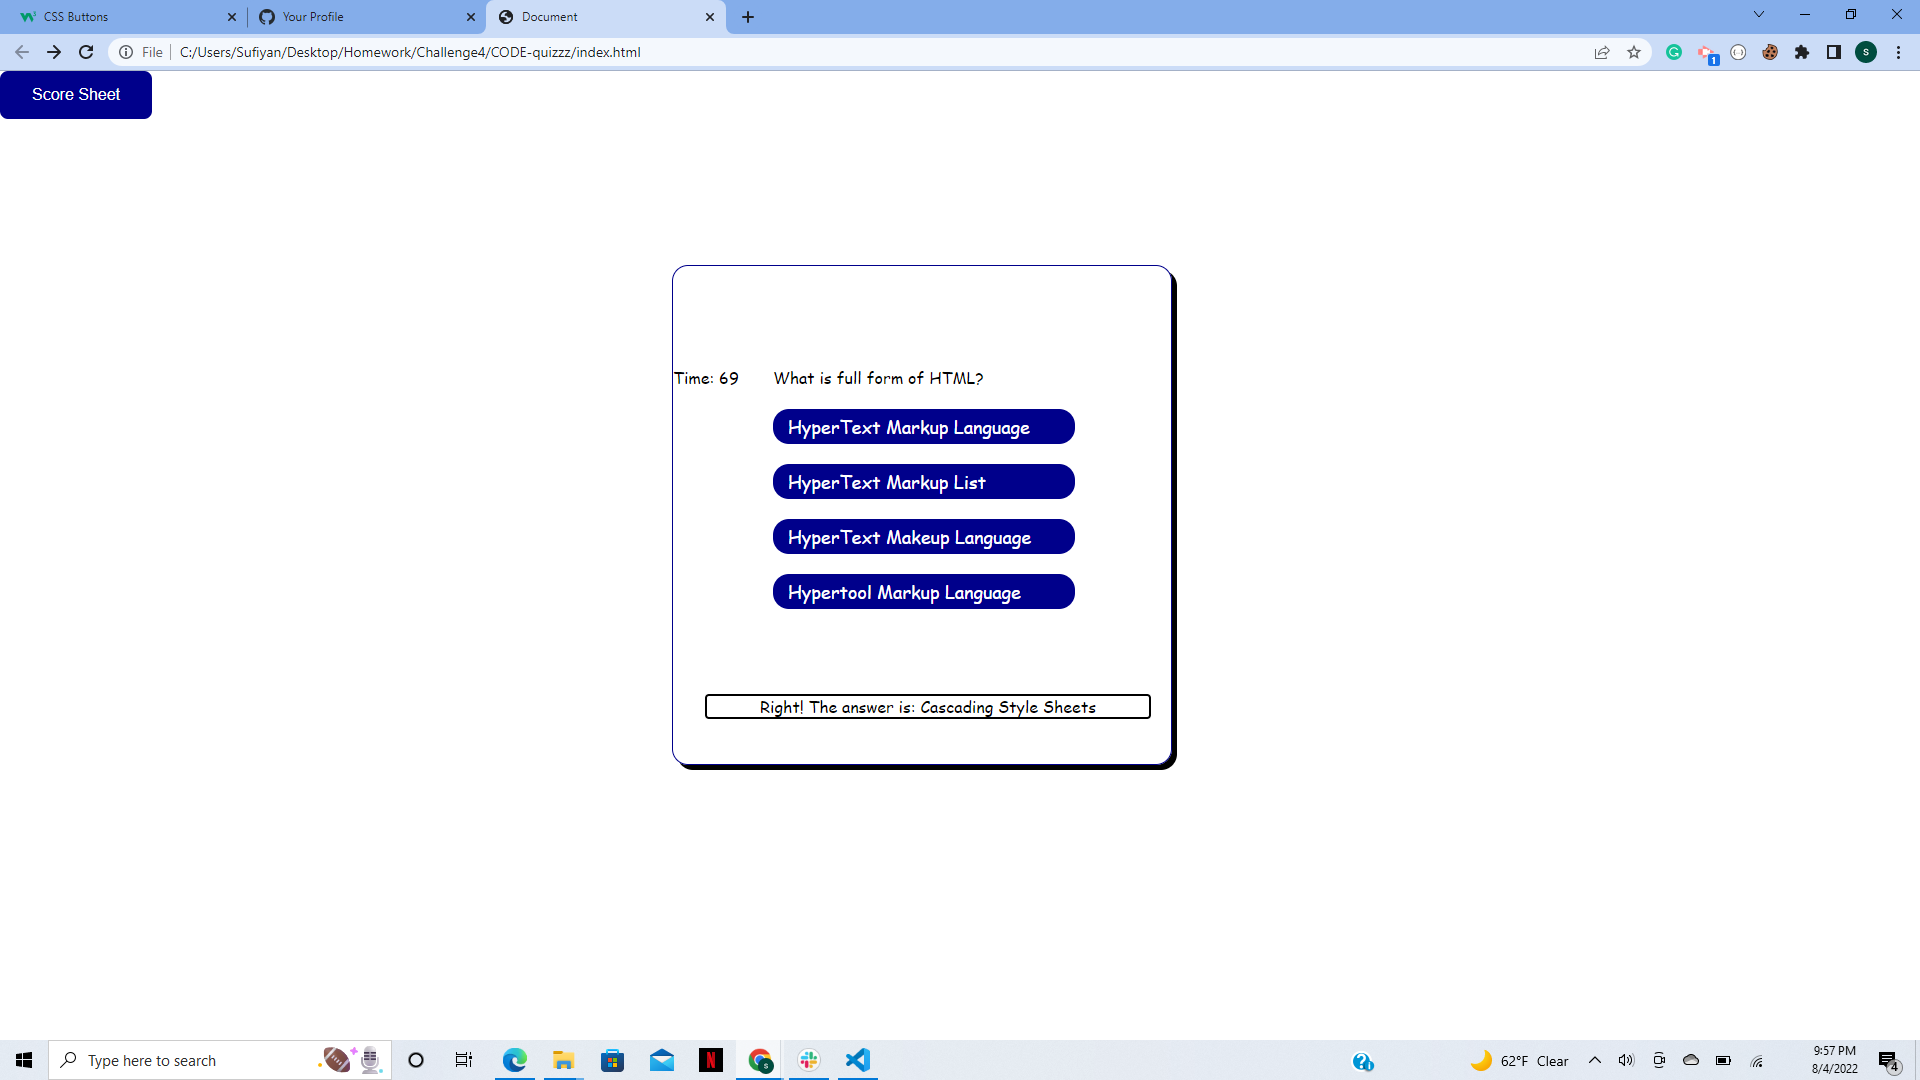 CSS Buttons
Your Profile
Document
File
C:/Users/Sufiyan/Desktop/Homework/Challenge4/CODE-quizzz/index.html
1
S
Score Sheet
Time: 69
What is full form of HTML?
HyperText Markup Language
HyperText Markup List
HyperText Makeup Language
Hypertool Markup Language
Right! The answer is: Cascading Style Sheets
Type here to search
N
S
62°F Clear
9:57 PM
8/4/2022
4